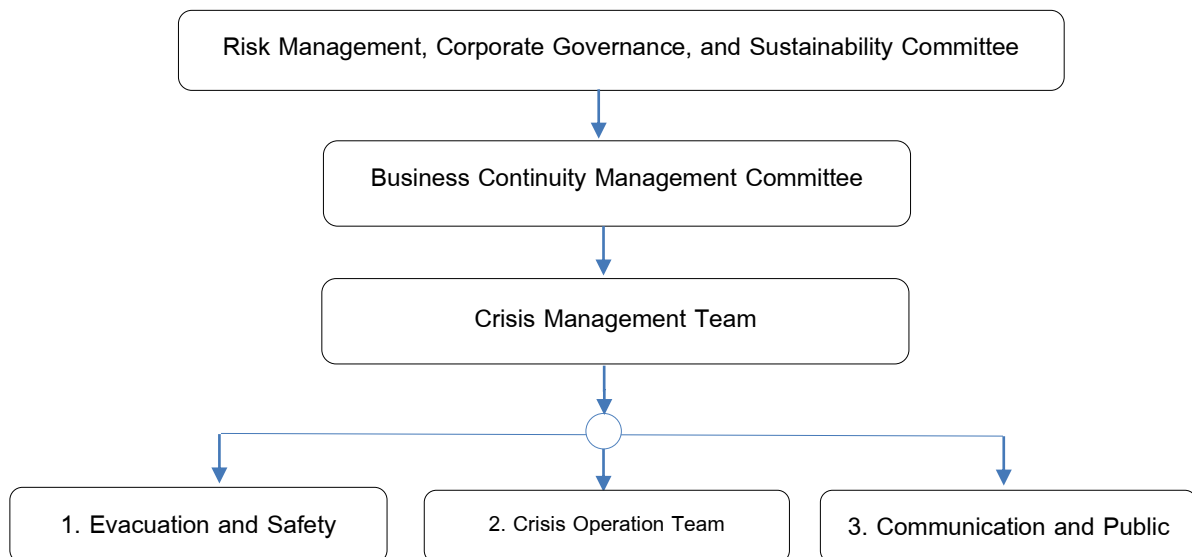 Risk Management, Corporate Governance, and Sustainability Committee
Business Continuity Management Committee
Crisis Management Team
1. Evacuation and Safety
2. Crisis Operation Team
3. Communication and Public